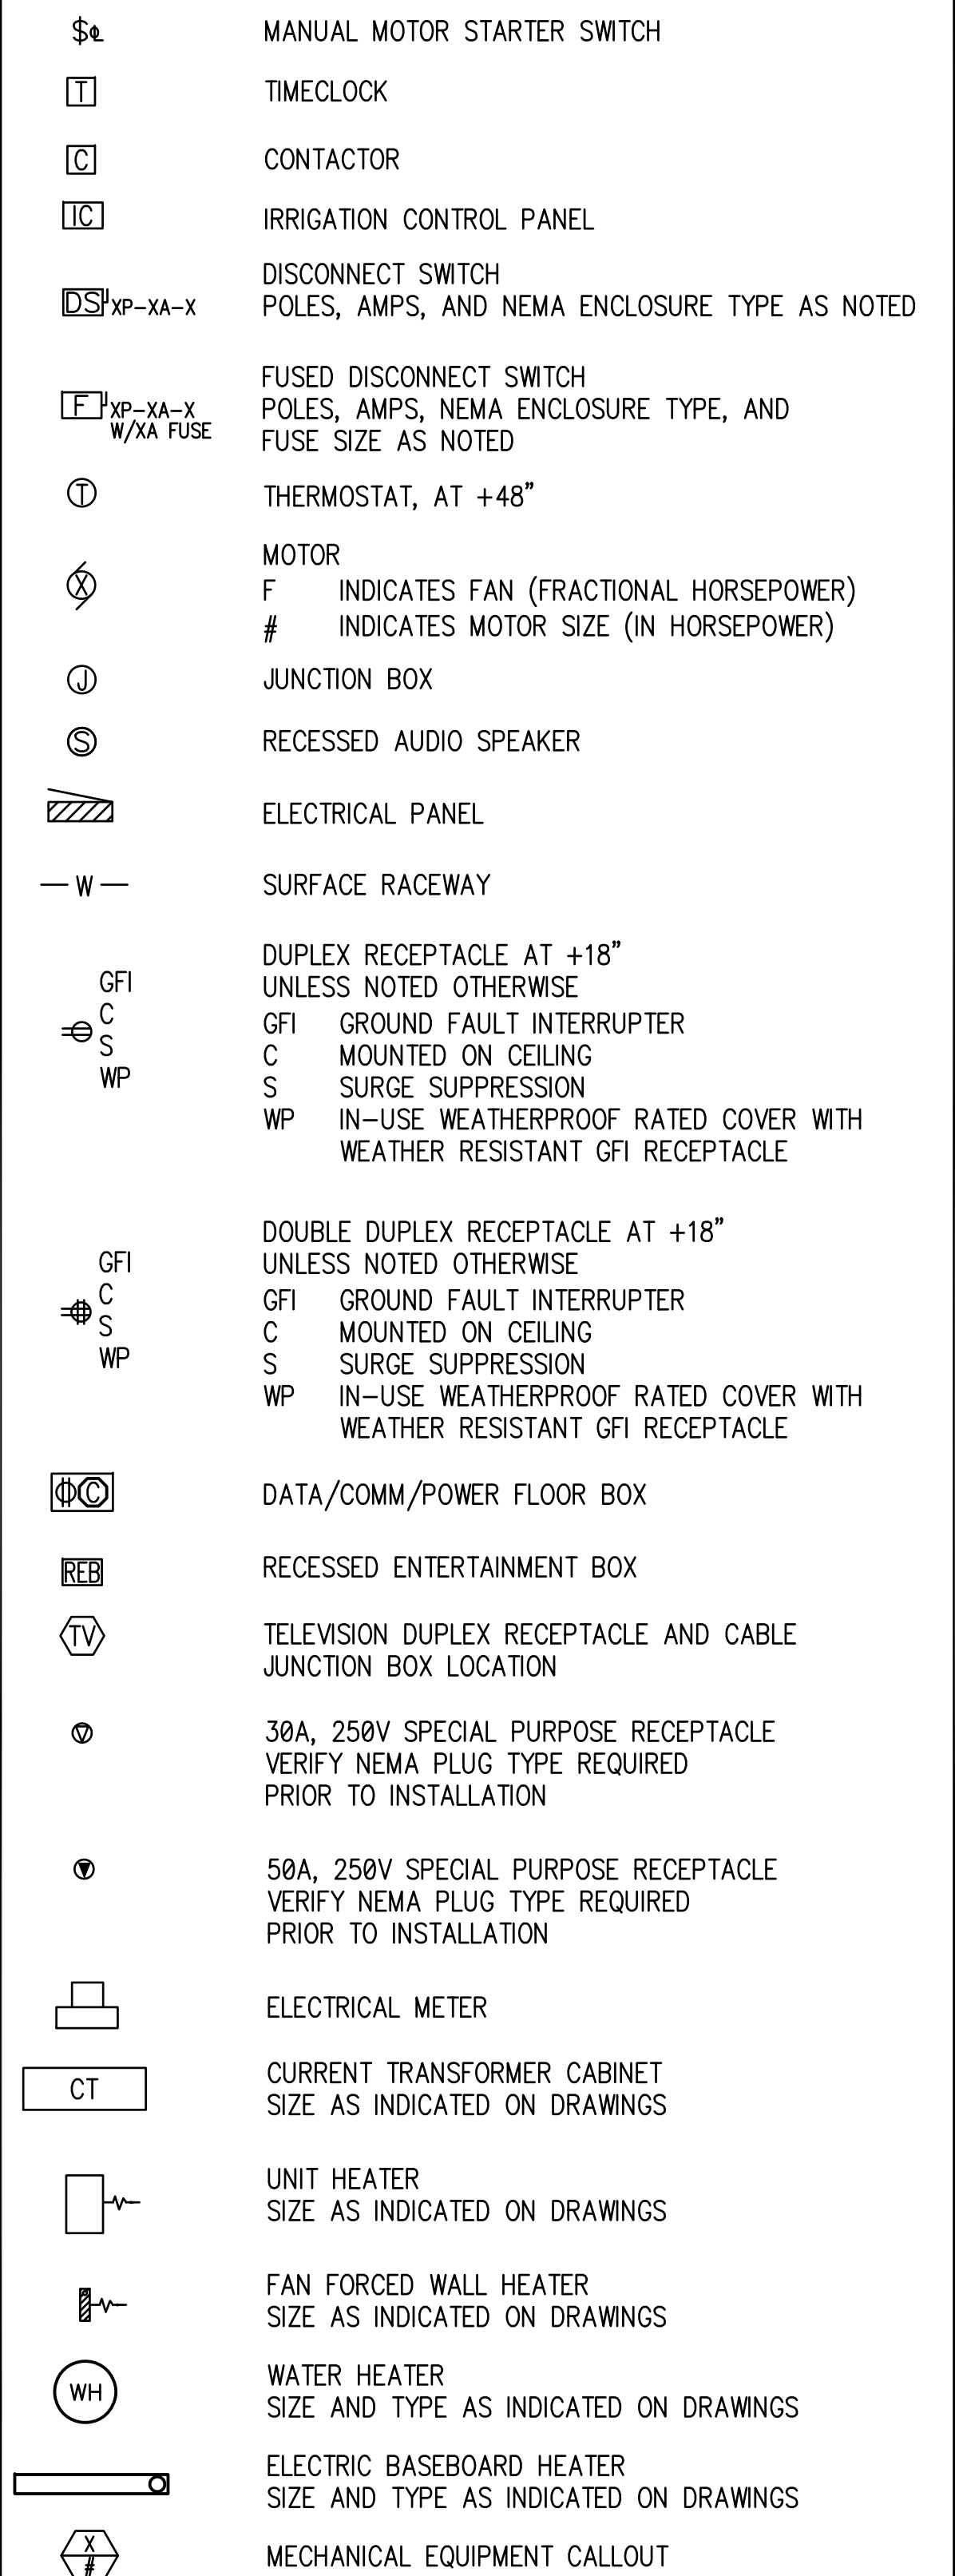 $℄ MANUAL MOTOR STARTER SWITCH
T TIMECLOCK
C CONTACTOR
IC IRRIGATION CONTROL PANEL
DISCONNECT SWITCH
DS XP-XA-X POLES, AMPS, AND NEMA ENCLOSURE TYPE AS NOTED
FUSED DISCONNECT SWITCH
F XP-XA-X POLES, AMPS, NEMA ENCLOSURE TYPE, AND
W/XA FUSE FUSE SIZE AS NOTED
T THERMOSTAT, AT +48"
MOTOR
X F INDICATES FAN (FRACTIONAL HORSEPOWER)
# INDICATES MOTOR SIZE (IN HORSEPOWER)
J JUNCTION BOX
S RECESSED AUDIO SPEAKER
ELECTRICAL PANEL
W SURFACE RACEWAY
DUPLEX RECEPTACLE AT +18"
GFI UNLESS NOTED OTHERWISE
C GFI GROUND FAULT INTERRUPTER
S C MOUNTED ON CEILING
WP S SURGE SUPPRESSION
WP IN-USE WEATHERPROOF RATED COVER WITH
WEATHER RESISTANT GFI RECEPTACLE
DOUBLE DUPLEX RECEPTACLE AT +18"
GFI UNLESS NOTED OTHERWISE
C GFI GROUND FAULT INTERRUPTER
S C MOUNTED ON CEILING
WP S SURGE SUPPRESSION
WP IN-USE WEATHERPROOF RATED COVER WITH
WEATHER RESISTANT GFI RECEPTACLE
C DATA/COMM/POWER FLOOR BOX
REB RECESSED ENTERTAINMENT BOX
TV TELEVISION DUPLEX RECEPTACLE AND CABLE
JUNCTION BOX LOCATION
30A, 250V SPECIAL PURPOSE RECEPTACLE
VERIFY NEMA PLUG TYPE REQUIRED
PRIOR TO INSTALLATION
50A, 250V SPECIAL PURPOSE RECEPTACLE
VERIFY NEMA PLUG TYPE REQUIRED
PRIOR TO INSTALLATION
ELECTRICAL METER
CT CURRENT TRANSFORMER CABINET
SIZE AS INDICATED ON DRAWINGS
UNIT HEATER
SIZE AS INDICATED ON DRAWINGS
FAN FORCED WALL HEATER
SIZE AS INDICATED ON DRAWINGS
WH WATER HEATER
SIZE AND TYPE AS INDICATED ON DRAWINGS
ELECTRIC BASEBOARD HEATER
SIZE AND TYPE AS INDICATED ON DRAWINGS
X MECHANICAL EQUIPMENT CALLOUT
#